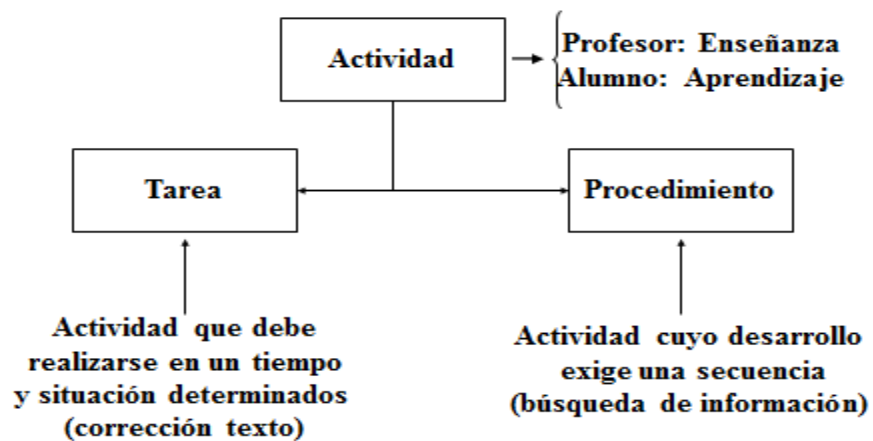 Actividad
Profesor: Enseñanza
Alumno: Aprendizaje
Tarea
Procedimiento
Actividad que debe
realizarse en un tiempo
y situación determinados
(corrección texto)
Actividad cuyo desarrollo
exige una secuencia
(búsqueda de información)